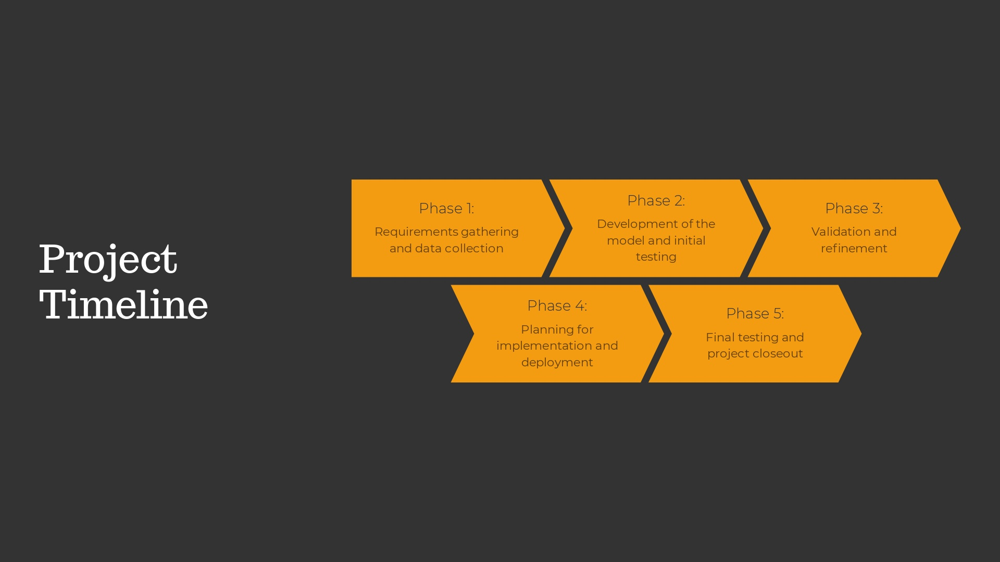 Project
Timeline
Phase 1:
Requirements gathering
and data collection
Phase 2:
Development of the
model and initial
testing
Phase 3:
Validation and
refinement
Phase 4:
Planning for
implementation and
deployment
Phase 5:
Final testing and
project closeout